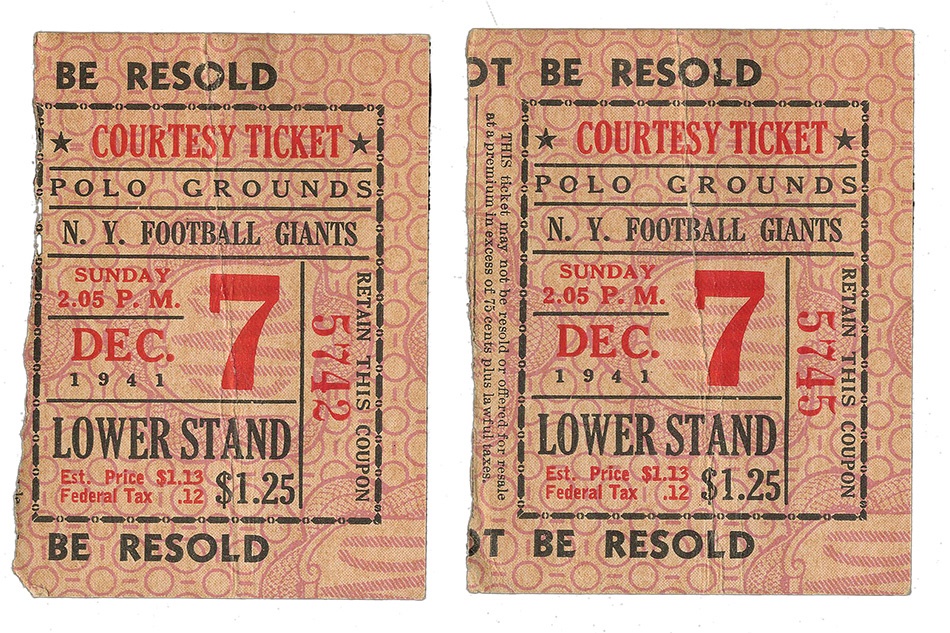 BE RESOLD
★ COURTESY TICKET ★
POLO GROUNDS
N. Y. FOOTBALL GIANTS
SUNDAY
2.05 P. M.
DEC.
1941
7
5742
RETAIN THIS COUPON
LOWER STAND
Est. Price $1.13
Federal Tax .12
$1.25
BE RESOLD
OT BE RESOLD
THIS ticket may not be resold or offered for resale
at a premium in excess of 75 cents plus lawful taxes.
★ COURTESY TICKET ★
POLO GROUNDS
N. Y. FOOTBALL GIANTS
SUNDAY
2.05 P. M.
DEC.
1941
7
5745
RETAIN THIS COUPON
LOWER STAND
Est. Price $1.13
Federal Tax .12
$1.25
OT BE RESOLD